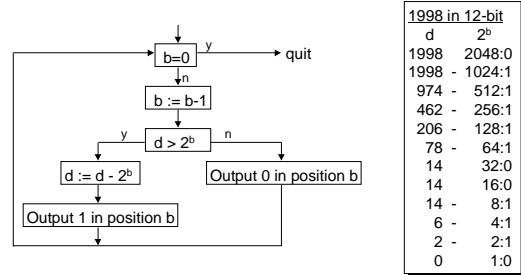 b=0
y
quit
n
b := b-1
d > 2ᵇ
y
n
d := d - 2ᵇ
Output 0 in position b
Output 1 in position b
1998 in 12-bit
d 2ᵇ
1998 2048:0
1998 - 1024:1
974 - 512:1
462 - 256:1
206 - 128:1
78 - 64:1
14 32:0
14 16:0
14 - 8:1
6 - 4:1
2 - 2:1
0 1:0